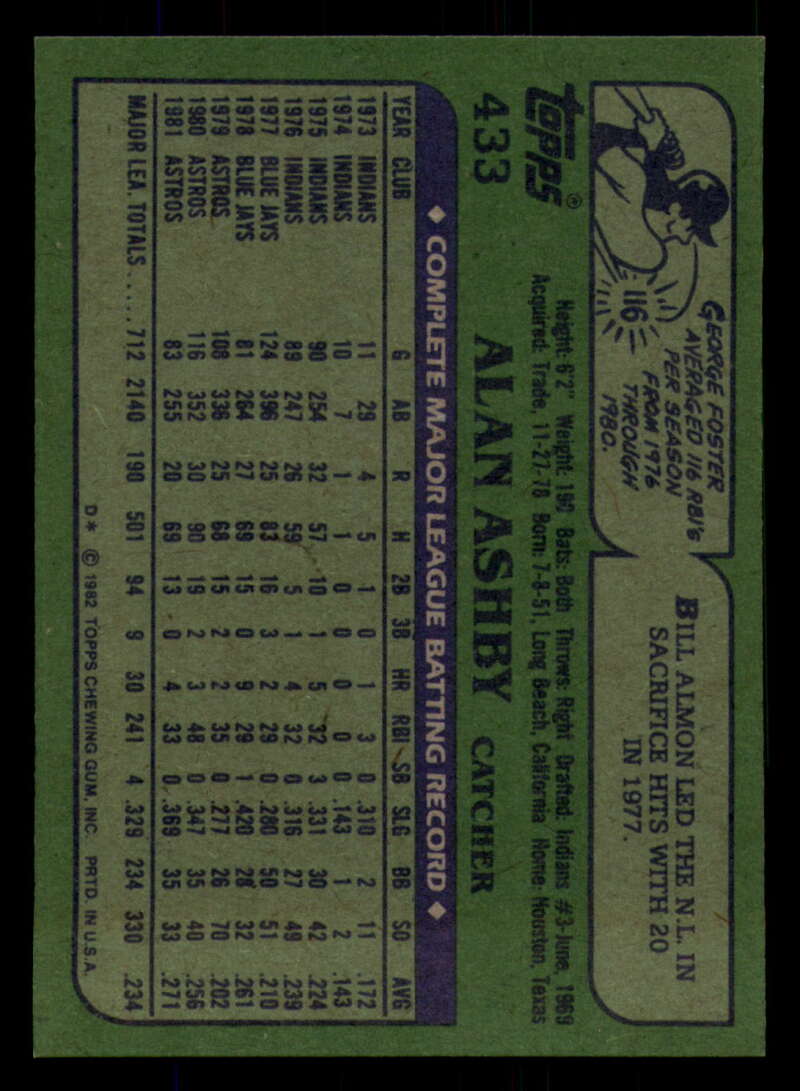 TOPPS®
433
GEORGE FOSTER
AVERAGED 116 RBI's
PER SEASON
FROM 1976
THROUGH
1980.
116
BILL ALMON LED THE N.L. IN
SACRIFICE HITS WITH 20
IN 1977.
Height: 6'2" Weight: 190 Bats: Both Throws: Right Drafted: Indians #3-June, 1969
Acquired: Trade, 11-27-78 Born: 7-8-51, Long Beach, California Home: Houston, Texas
ALAN ASHBY CATCHER
◆ COMPLETE MAJOR LEAGUE BATTING RECORD ◆
YEAR CLUB G AB R H 2B 3B HR RBI SB SLG BB SO AVG
1973 INDIANS 11 29 4 5 1 0 1 3 0 .310 2 11 .172
1974 INDIANS 10 7 1 1 0 0 0 0 0 .143 1 2 .143
1975 INDIANS 90 254 32 57 10 1 5 32 3 .331 30 42 .224
1976 INDIANS 89 247 26 59 5 1 4 32 0 .316 27 49 .239
1977 BLUE JAYS 124 396 25 83 16 3 2 29 0 .280 50 51 .210
1978 BLUE JAYS 81 264 27 69 15 0 9 29 1 .420 28 32 .261
1979 ASTROS 108 336 25 68 15 2 2 35 0 .277 26 70 .202
1980 ASTROS 116 352 30 90 19 2 3 48 0 .347 35 40 .256
1981 ASTROS 83 255 20 69 13 0 4 33 0 .369 35 33 .271
MAJOR LEA. TOTALS ..... 712 2140 190 501 94 9 30 241 4 .329 234 330 .234
D* © 1982 TOPPS CHEWING GUM, INC. PRTD. IN U.S.A.